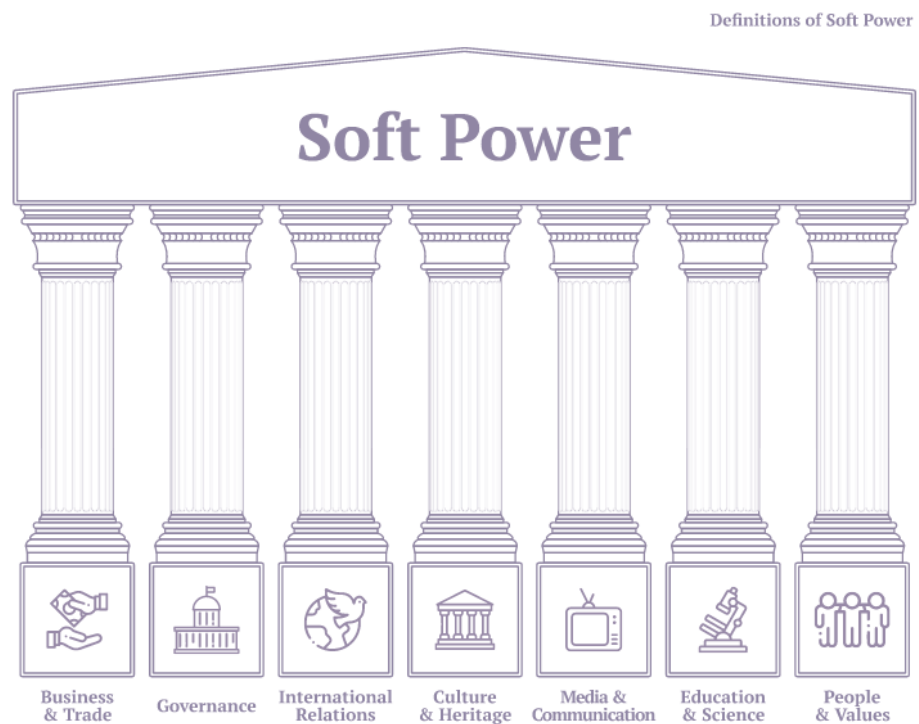 Definitions of Soft Power
Soft Power
Business
& Trade
Governance
International
Relations
Culture
& Heritage
Media &
Communication
Education
& Science
People
& Values